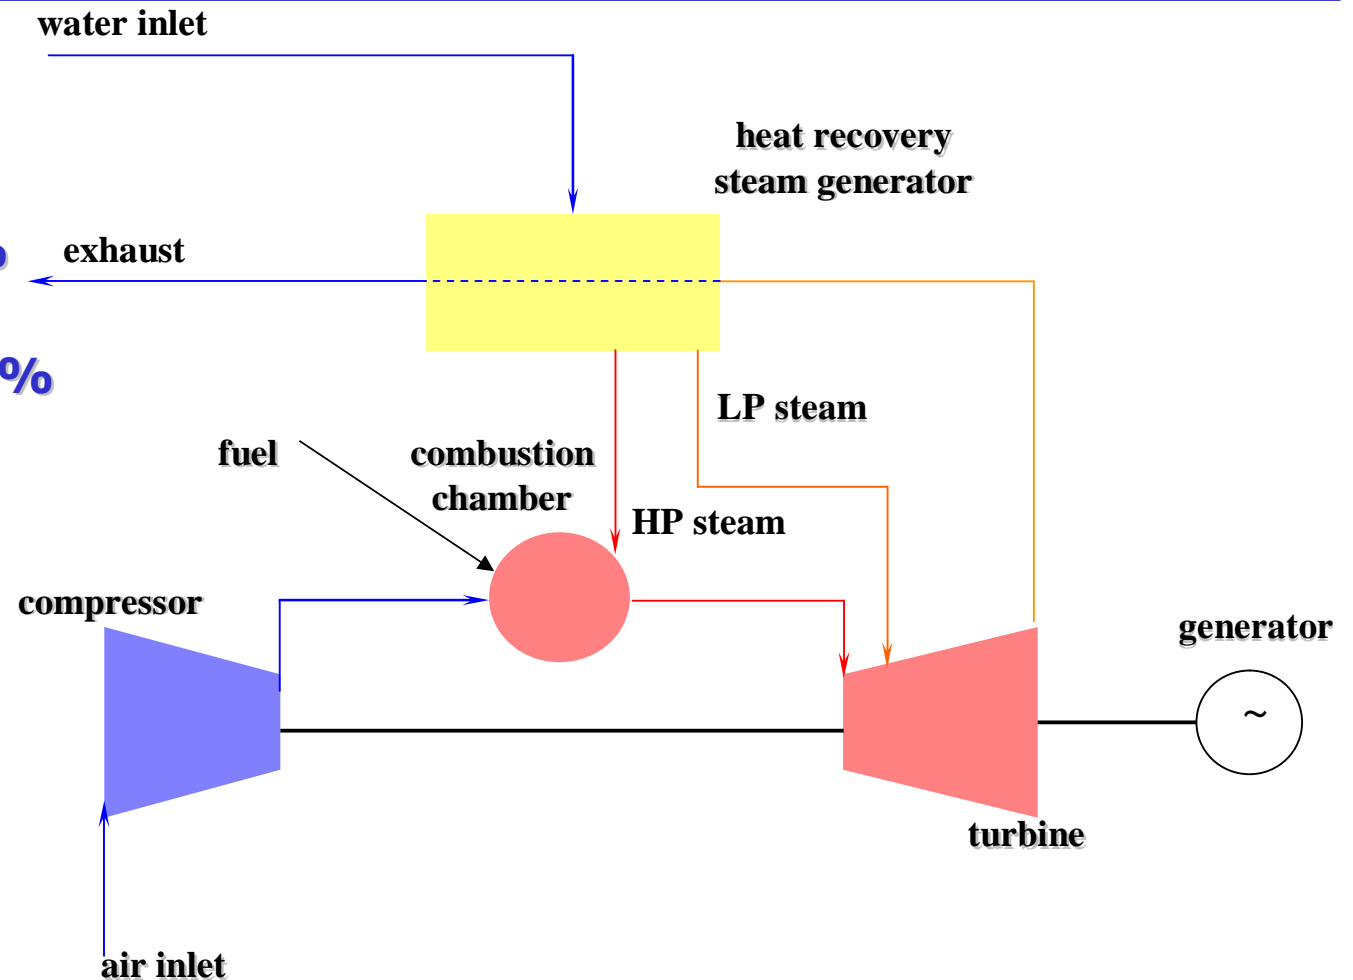 water inlet
heat recovery
steam generator
exhaust
%
LP steam
fuel
combustion
chamber
HP steam
compressor
generator
~
turbine
air inlet